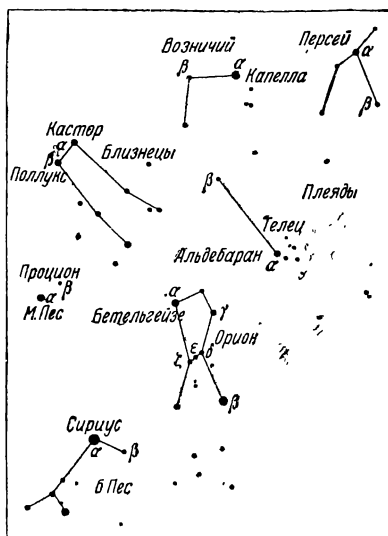 Возничий
Персей
β α
α
Капелла
β
Кастор
α
Близнецы
β
Поллукс
β
Плеяды
Телец
Альдебаран α
Процион
β
α
М. Пес
α
Бетельгейзе
γ
Орион
ζ ε δ
β
Сириус
α β
б Пес